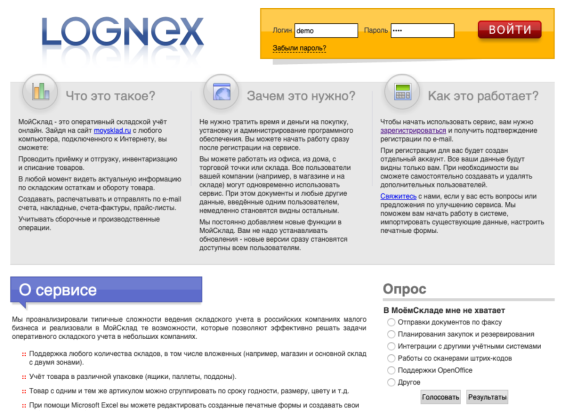 LOGNEX
Логин demo Пароль ••••
ВОЙТИ
Забыли пароль?
Что это такое?
МойСклад - это оперативный складской учёт
онлайн. Зайдя на сайт moysklad.ru с любого
компьютера, подключенного к Интернету, вы
сможете:
Проводить приёмку и отгрузку, инвентаризацию
и списание товаров.
В любой момент видеть актуальную информацию
по складским остаткам и обороту товара.
Создавать, распечатывать и отправлять по e-mail
счета, накладные, счета-фактуры, прайс-листы.
Учитывать сборочные и производственные
операции.
Зачем это нужно?
Не нужно тратить время и деньги на покупку,
установку и администрирование программного
обеспечения. Вы можете начать работу сразу
после регистрации на сервисе.
Вы можете работать из офиса, из дома, с
торговой точки или склада. Все пользователи
вашей компании (например, в магазине и на
складе) могут одновременно использовать
сервис. При этом документы и любые другие
данные, введённые одним пользователем,
немедленно становятся видны остальным.
Мы постоянно добавляем новые функции в
МойСклад. Вам не надо устанавливать
обновления - новые версии сразу становятся
доступны всем пользователям.
Как это работает?
Чтобы начать использовать сервис, вам нужно
зарегистрироваться и получить подтверждение
регистрации по e-mail.
При регистрации для вас будет создан
отдельный аккаунт. Все ваши данные будут
видны только вам. При необходимости вы
сможете самостоятельно создавать и удалять
дополнительных пользователей.
Свяжитесь с нами, если у вас есть вопросы или
предложения по улучшению сервиса. Мы
поможем вам начать работу в системе,
импортировать существующие данные, настроить
печатные формы.
О сервисе
Мы проанализировали типичные сложности ведения складского учета в российских компаниях малого
бизнеса и реализовали в МойСклад те возможности, которые позволяют эффективно решать задачи
оперативного складского учета в небольших компаниях.
Поддержка любого количества складов, в том числе вложенных (например, магазин и основной склад
с двумя зонами).
Учёт товара в различной упаковке (ящики, паллеты, поддоны).
Товар с одним и тем же артикулом можно сгруппировать по сроку годности, размеру, цвету и т.д.
При помощи Microsoft Excel вы можете редактировать созданные печатные формы и создавать свои
Опрос
В МоёмСкладе мне не хватает
Отправки документов по факсу
Планирования закупок и резервирования
Интеграции с другими учётными системами
Работы со сканерами штрих-кодов
Поддержки OpenOffice
Другое
Голосовать Результаты